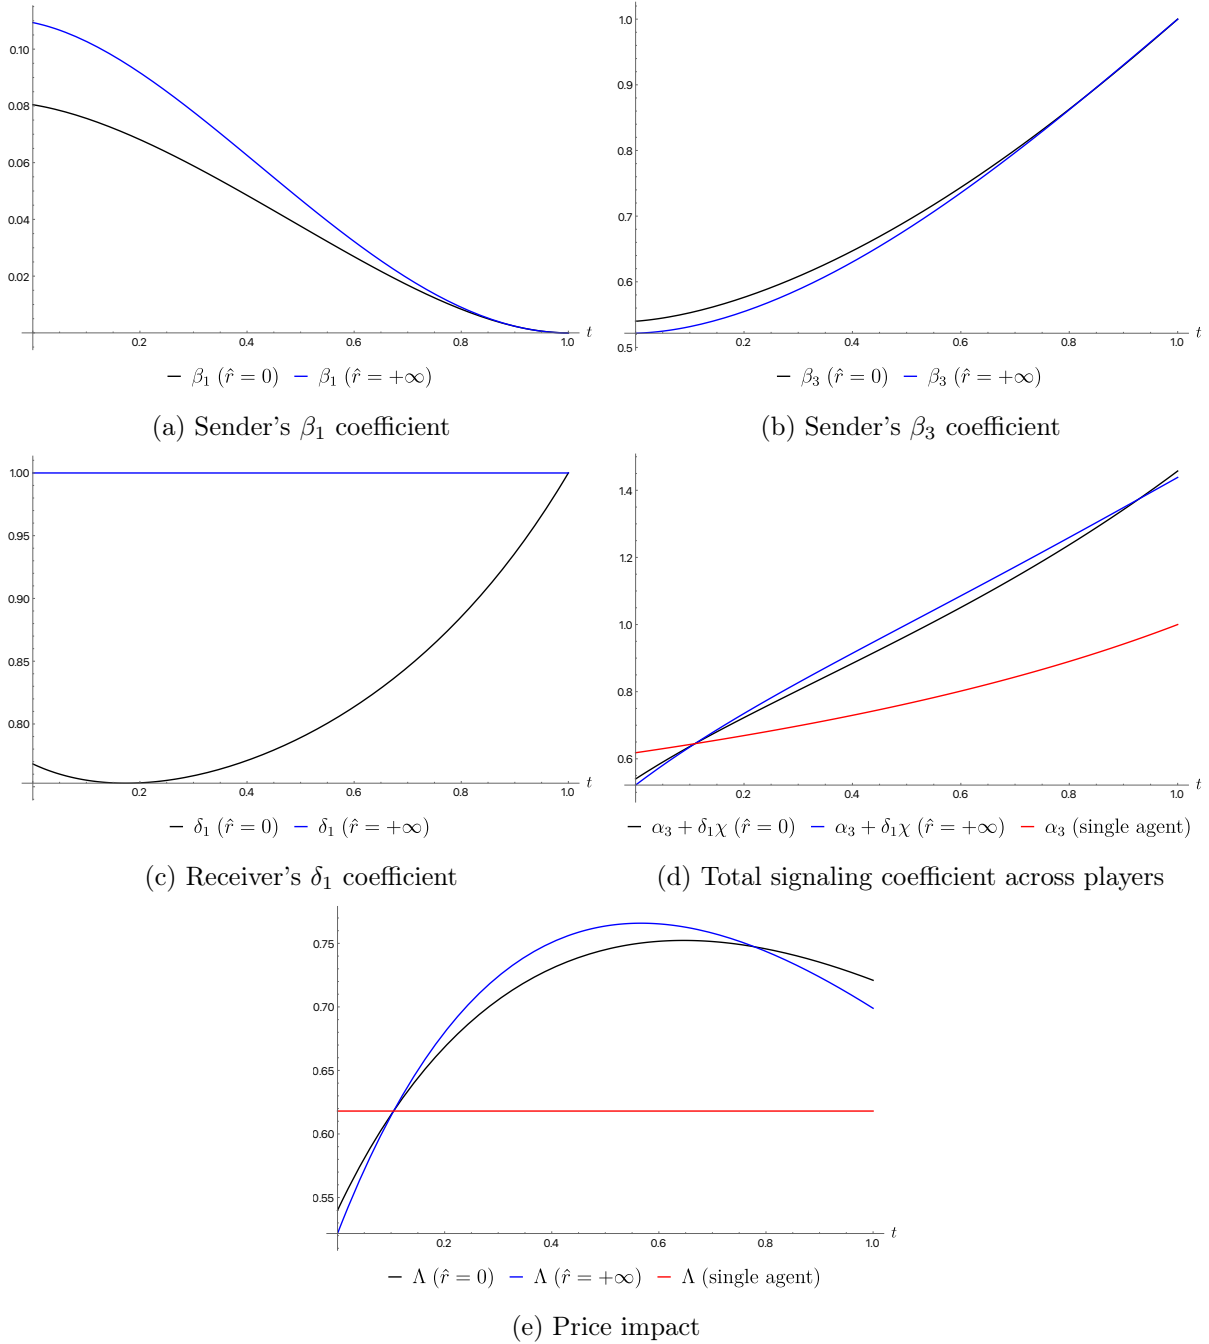 0.10
0.08
0.06
0.04
0.02
0.2 0.4 0.6 0.8 1.0 t
— β₁ (r̂ = 0) — β₁ (r̂ = +∞)
(a) Sender's β₁ coefficient
1.0
0.9
0.8
0.7
0.6
0.5
0.2 0.4 0.6 0.8 1.0 t
— β₃ (r̂ = 0) — β₃ (r̂ = +∞)
(b) Sender's β₃ coefficient
1.00
0.95
0.90
0.85
0.80
0.2 0.4 0.6 0.8 1.0 t
— δ₁ (r̂ = 0) — δ₁ (r̂ = +∞)
(c) Receiver's δ₁ coefficient
1.4
1.2
1.0
0.8
0.6
0.2 0.4 0.6 0.8 1.0 t
— α₃ + δ₁χ (r̂ = 0) — α₃ + δ₁χ (r̂ = +∞) — α₃ (single agent)
(d) Total signaling coefficient across players
0.75
0.70
0.65
0.60
0.55
0.2 0.4 0.6 0.8 1.0 t
— Λ (r̂ = 0) — Λ (r̂ = +∞) — Λ (single agent)
(e) Price impact